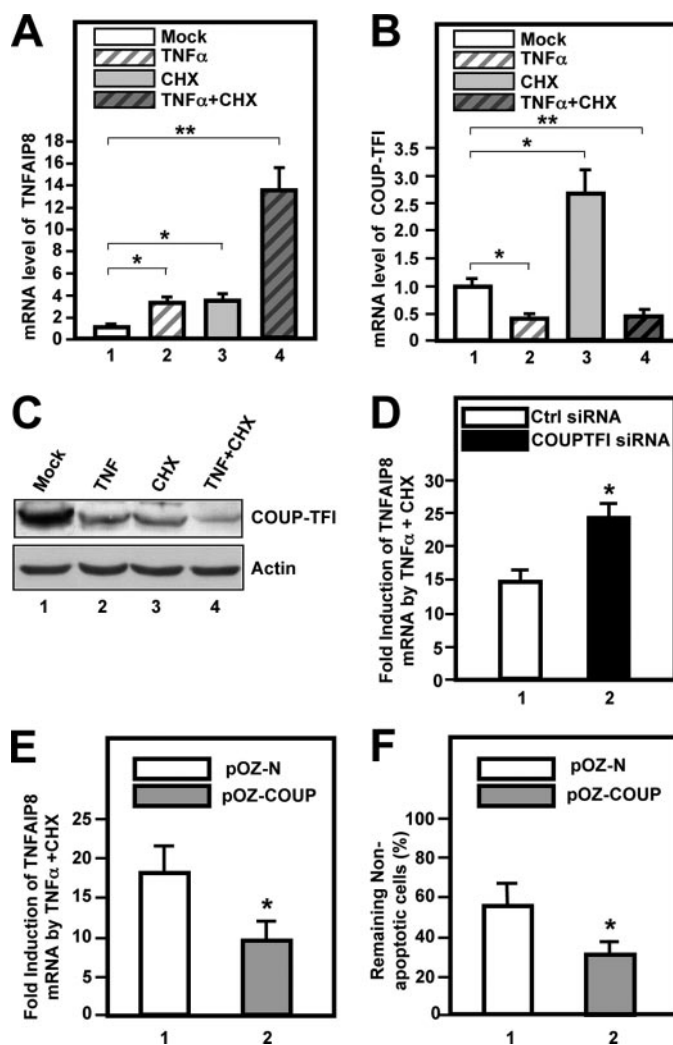 A
Mock
TNFα
CHX
TNFα+CHX
mRNA level of TNFAIP8
18
16
14
12
10
8
6
4
2
0
**
*
*
1 2 3 4
B
Mock
TNFα
CHX
TNFα+CHX
mRNA level of COUP-TFI
3.5
3.0
2.5
2.0
1.5
1.0
0.5
0
**
*
*
1 2 3 4
C
Mock TNF CHX TNF+CHX
COUP-TFI
Actin
1 2 3 4
D
Ctrl siRNA
COUPTFI siRNA
Fold Induction of TNFAIP8
mRNA by TNFα + CHX
25
20
15
10
5
0
*
1 2
E
pOZ-N
pOZ-COUP
Fold Induction of TNFAIP8
mRNA by TNFα +CHX
25
20
15
10
5
0
*
1 2
F
pOZ-N
pOZ-COUP
Remaining Non-
apoptotic cells (%)
100
80
60
40
20
0
*
1 2